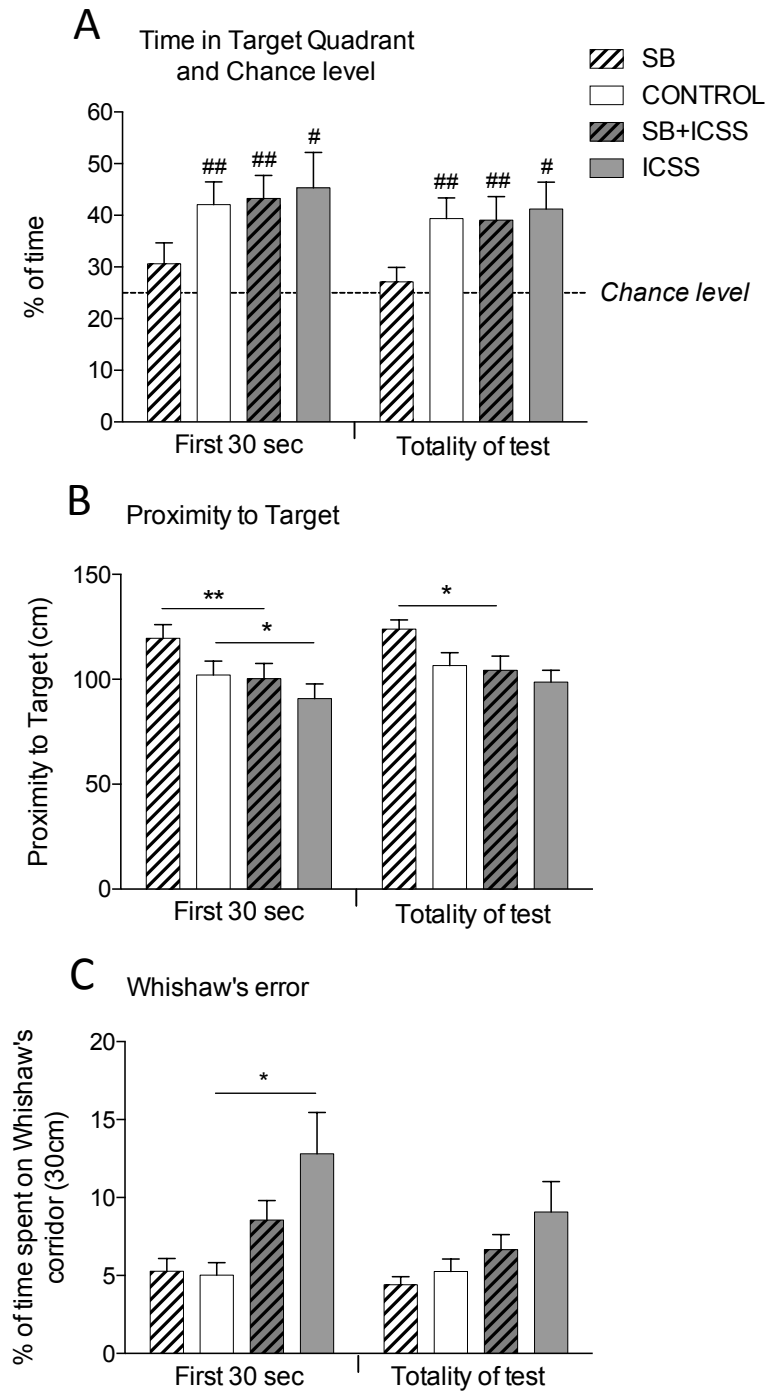 A
Time in Target Quadrant
and Chance level
SB
CONTROL
SB+ICSS
ICSS
% of time
60
50
40
30
20
10
0
##
##
#
##
##
#
Chance level
First 30 sec
Totality of test
B
Proximity to Target
Proximity to Target (cm)
150
100
50
0
**
*
*
First 30 sec
Totality of test
C
Whishaw's error
% of time spent on Whishaw's
corridor (30cm)
20
15
10
5
0
*
First 30 sec
Totality of test